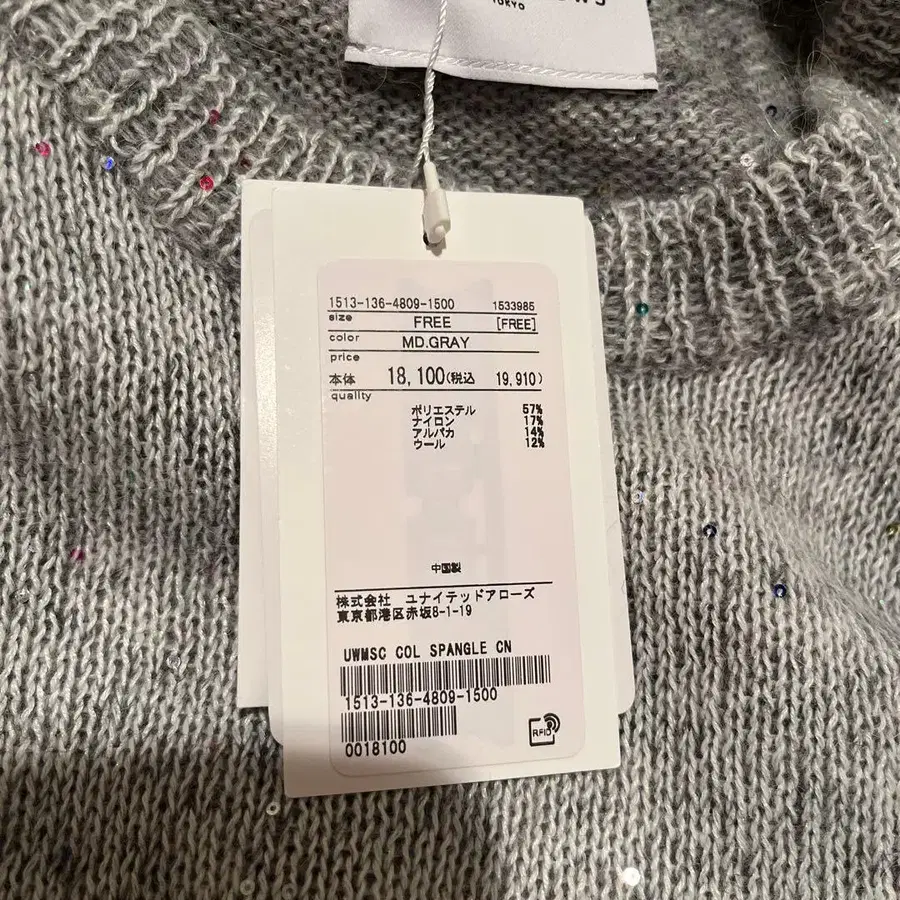 TOKYO
1513-136-4809-1500 1533985
size FREE [FREE]
color MD.GRAY
price
本体 18,100(税込 19,910)
quality
ポリエステル 57%
ナイロン 17%
アルパカ 14%
ウール 12%
中国製
株式会社 ユナイテッドアローズ
東京都港区赤坂8-1-19
UWMSC COL SPANGLE CN
1513-136-4809-1500
0018100
RFID